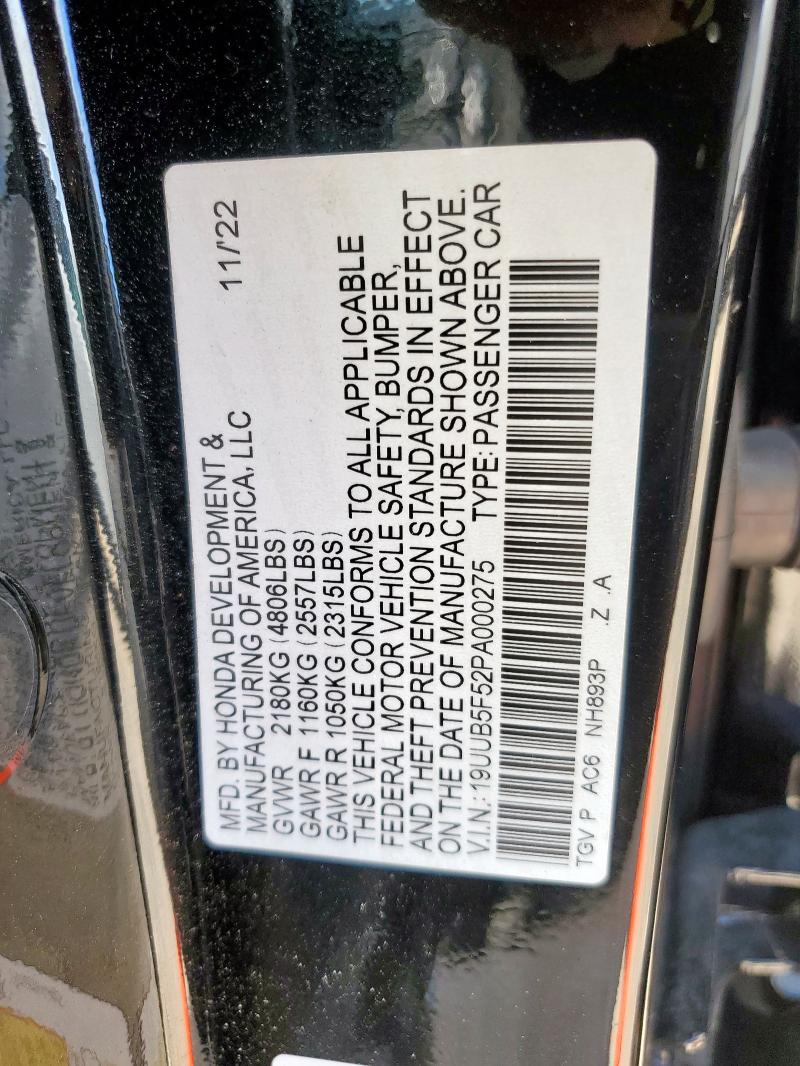 MFD. BY HONDA DEVELOPMENT &
MANUFACTURING OF AMERICA, LLC 11/'22
GVWR 2180KG (4806LBS)
GAWR F 1160KG (2557LBS)
GAWR R 1050KG (2315LBS)
THIS VEHICLE CONFORMS TO ALL APPLICABLE
FEDERAL MOTOR VEHICLE SAFETY, BUMPER,
AND THEFT PREVENTION STANDARDS IN EFFECT
ON THE DATE OF MANUFACTURE SHOWN ABOVE.
V.I.N.: 19UUB5F52PA000275 TYPE: PASSENGER CAR
TGV P AC6 NH893P .Z .A